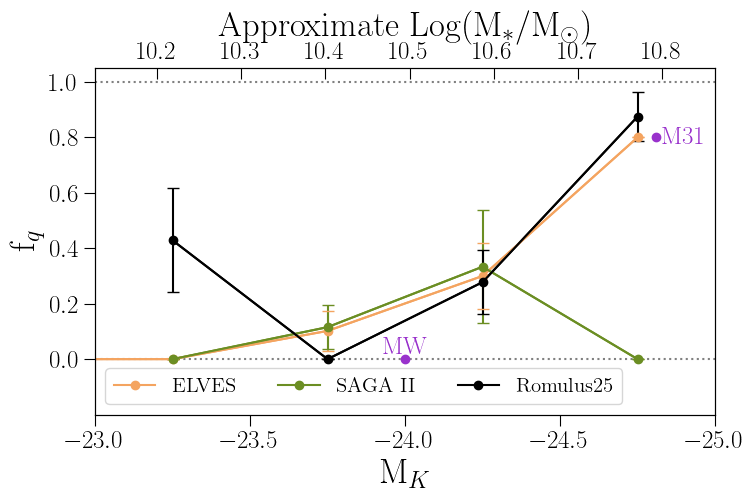 Approximate Log(M*/M⊙)
10.2 10.3 10.4 10.5 10.6 10.7 10.8
1.0
0.8
0.6
0.4
0.2
0.0
f_q
M31
MW
ELVES SAGA II Romulus25
−23.0 −23.5 −24.0 −24.5 −25.0
M_K